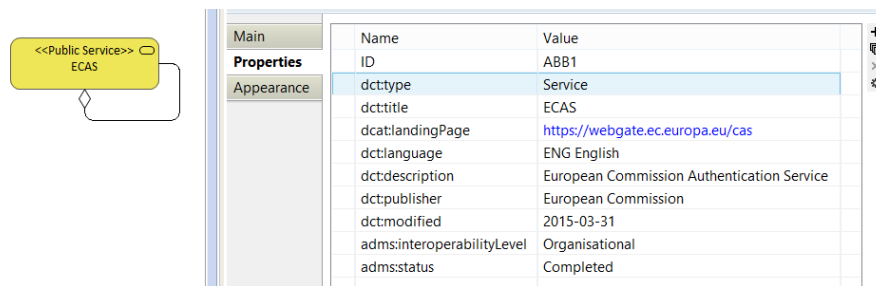 <<Public Service>>
ECAS
Main
Properties
Appearance
Name Value
ID ABB1
dct:type Service
dct:title ECAS
dcat:landingPage https://webgate.ec.europa.eu/cas
dct:language ENG English
dct:description European Commission Authentication Service
dct:publisher European Commission
dct:modified 2015-03-31
adms:interoperabilityLevel Organisational
adms:status Completed